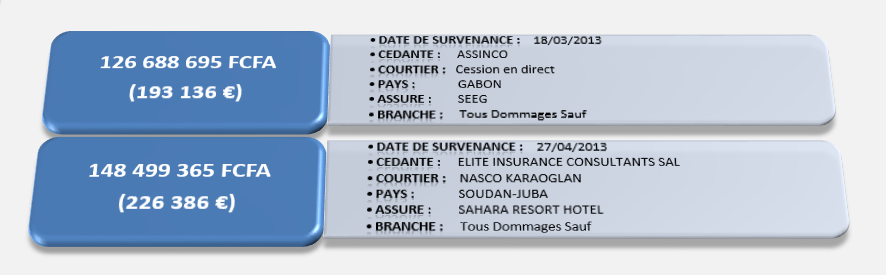 126 688 695 FCFA
(193 136 €)
• DATE DE SURVENANCE : 18/03/2013
• CEDANTE : ASSINCO
• COURTIER : Cession en direct
• PAYS : GABON
• ASSURE : SEEG
• BRANCHE : Tous Dommages Sauf
148 499 365 FCFA
(226 386 €)
• DATE DE SURVENANCE : 27/04/2013
• CEDANTE : ELITE INSURANCE CONSULTANTS SAL
• COURTIER : NASCO KARAOGLAN
• PAYS : SOUDAN-JUBA
• ASSURE : SAHARA RESORT HOTEL
• BRANCHE : Tous Dommages Sauf